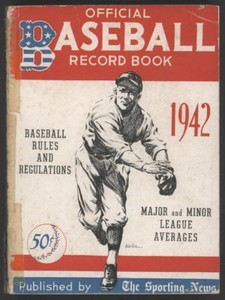 OFFICIAL
BASEBALL
RECORD BOOK
1942
BASEBALL
RULES
AND
REGULATIONS
MAJOR and MINOR
LEAGUE
AVERAGES
50¢
Published by The Sporting News